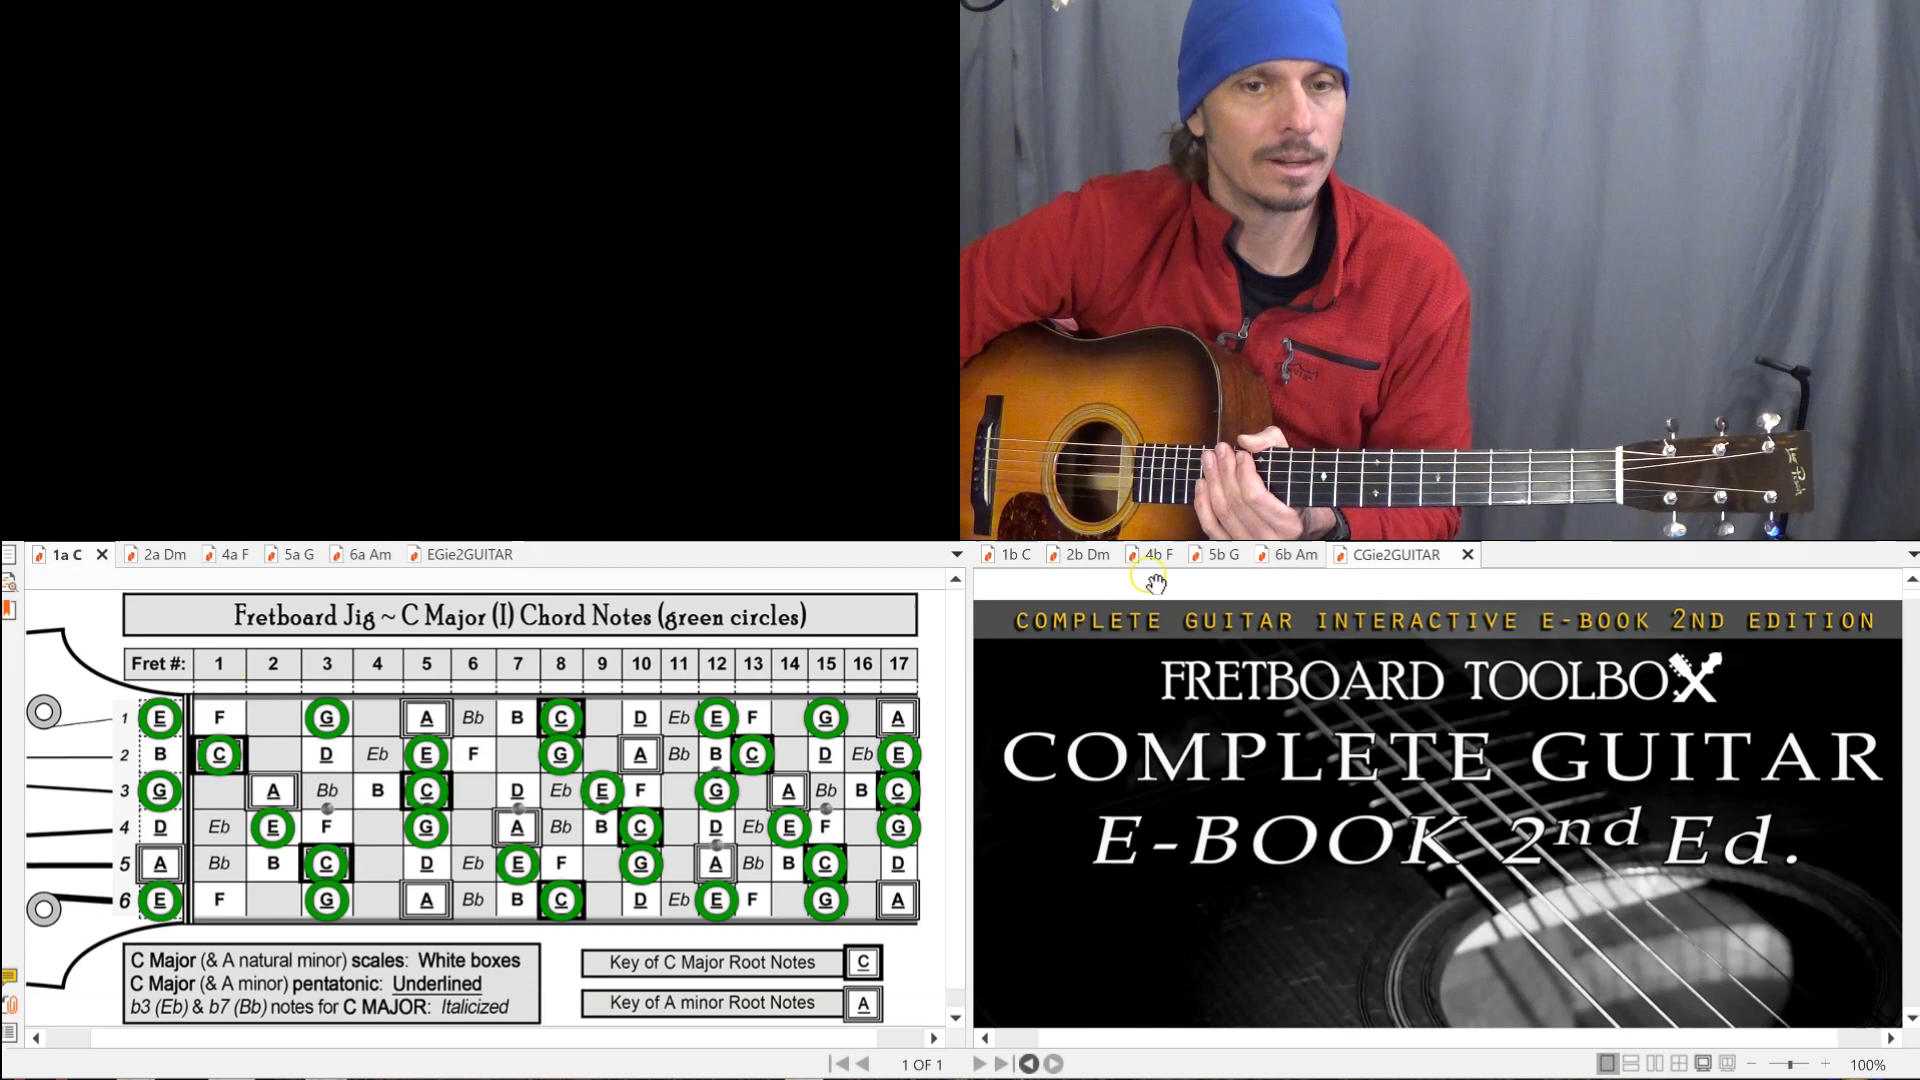 1a C
2a Dm
4a F
5a G
6a Am
EGie2GUITAR
1b C
2b Dm
4b F
5b G
6b Am
CGie2GUITAR
Fretboard Jig ~ C Major (I) Chord Notes (green circles)
Fret #: 1 2 3 4 5 6 7 8 9 10 11 12 13 14 15 16 17
1 E F G A Bb B C D Eb E F G A
2 B C D Eb E F G A Bb B C D Eb E
3 G A Bb B C D Eb E F G A Bb B C
4 D Eb E F G A Bb B C D Eb E F G
5 A Bb B C D Eb E F G A Bb B C D
6 E F G A Bb B C D Eb E F G A
C Major (& A natural minor) scales: White boxes
C Major (& A minor) pentatonic: Underlined
b3 (Eb) & b7 (Bb) notes for C MAJOR: Italicized
Key of C Major Root Notes C
Key of A minor Root Notes A
COMPLETE GUITAR INTERACTIVE E-BOOK 2ND EDITION
FRETBOARD TOOLBOX
COMPLETE GUITAR
E-BOOK 2nd Ed.
1 OF 1
100%